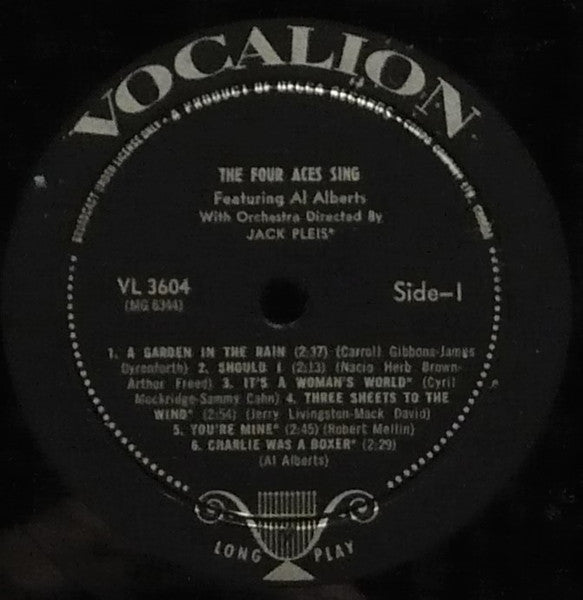 VOCALION
BROADCAST UNDER LICENSE ONLY • A PRODUCT OF DECCA RECORDS •
THE FOUR ACES SING
Featuring Al Alberts
With Orchestra Directed By
JACK PLEIS*
VL 3604
Side-1
(MG 8344)
1. A GARDEN IN THE RAIN (2:37) (Carroll Gibbons-James
Dyrenforth) 2. SHOULD I (2:13) (Nacio Herb Brown-
Arthur Freed) 3. IT'S A WOMAN'S WORLD* (Cyril
Mockridge-Sammy Cahn) 4. THREE SHEETS TO THE
WIND* (2:54) (Jerry Livingston-Mack David)
5. YOU'RE MINE* (2:45) (Robert Mellin)
6. CHARLIE WAS A BOXER* (2:29)
(Al Alberts)
LONG PLAY